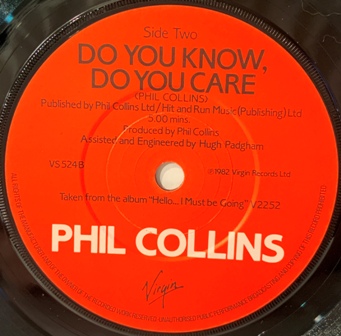 Side Two
DO YOU KNOW,
DO YOU CARE
(PHIL COLLINS)
Published by Phil Collins Ltd/Hit and Run Music (Publishing) Ltd
5.00 mins.
Produced by Phil Collins
Assisted and Engineered by Hugh Padgham
VS 524 B
℗1982 Virgin Records Ltd
Taken from the album "Hello... I Must be Going" V2252
PHIL COLLINS
Virgin